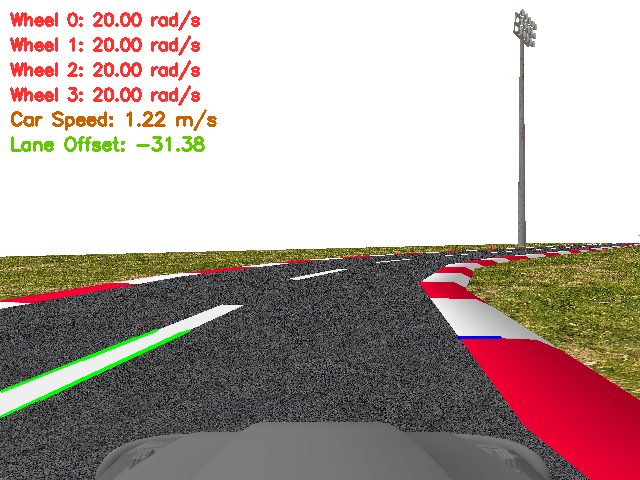 Wheel 0: 20.00 rad/s
Wheel 1: 20.00 rad/s
Wheel 2: 20.00 rad/s
Wheel 3: 20.00 rad/s
Car Speed: 1.22 m/s
Lane Offset: -31.38